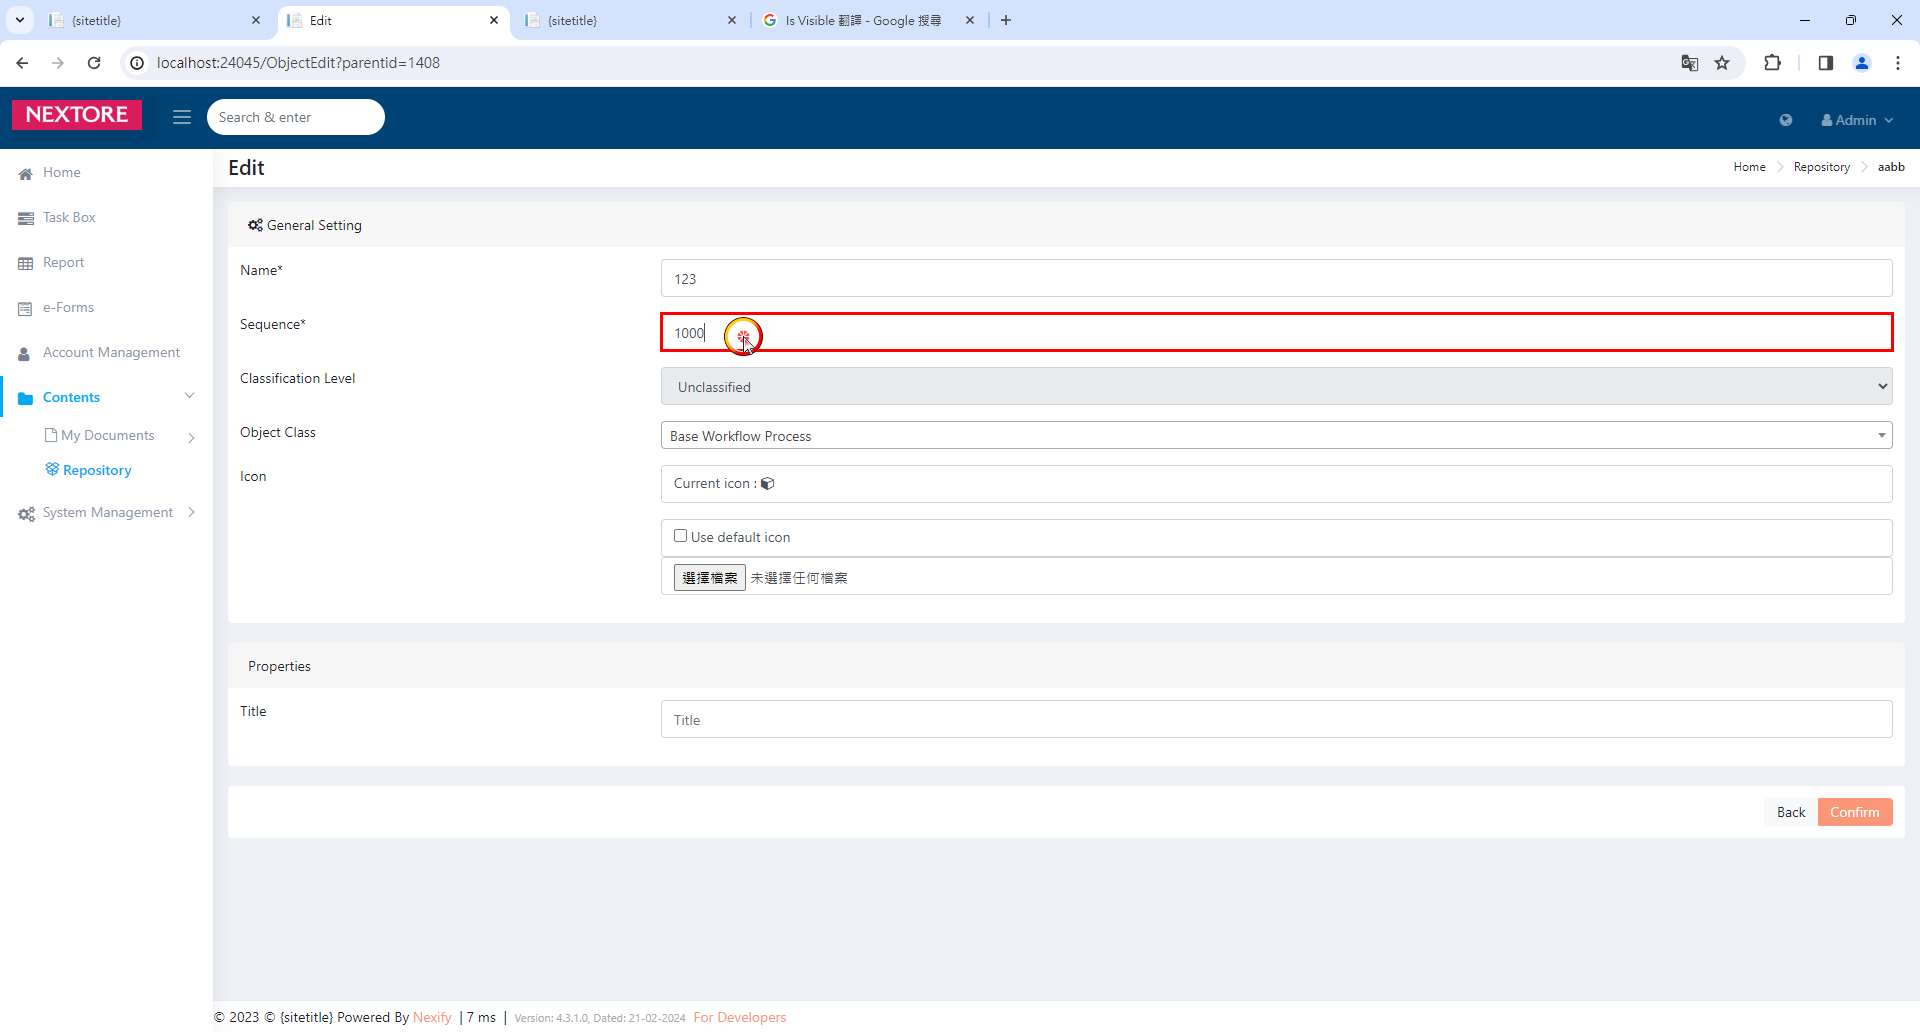 {sitetitle}
Edit
{sitetitle}
Is Visible 翻譯 - Google 搜尋
localhost:24045/ObjectEdit?parentid=1408
NEXTORE
Search & enter
Admin
Home
Task Box
Report
e-Forms
Account Management
Contents
My Documents
Repository
System Management
Edit
Home
Repository
aabb
General Setting
Name*
123
Sequence*
1000
Classification Level
Unclassified
Object Class
Base Workflow Process
Icon
Current icon :
Use default icon
選擇檔案 未選擇任何檔案
Properties
Title
Title
Back
Confirm
© 2023 © {sitetitle} Powered By Nexify | 7 ms | Version: 4.3.1.0, Dated: 21-02-2024 For Developers